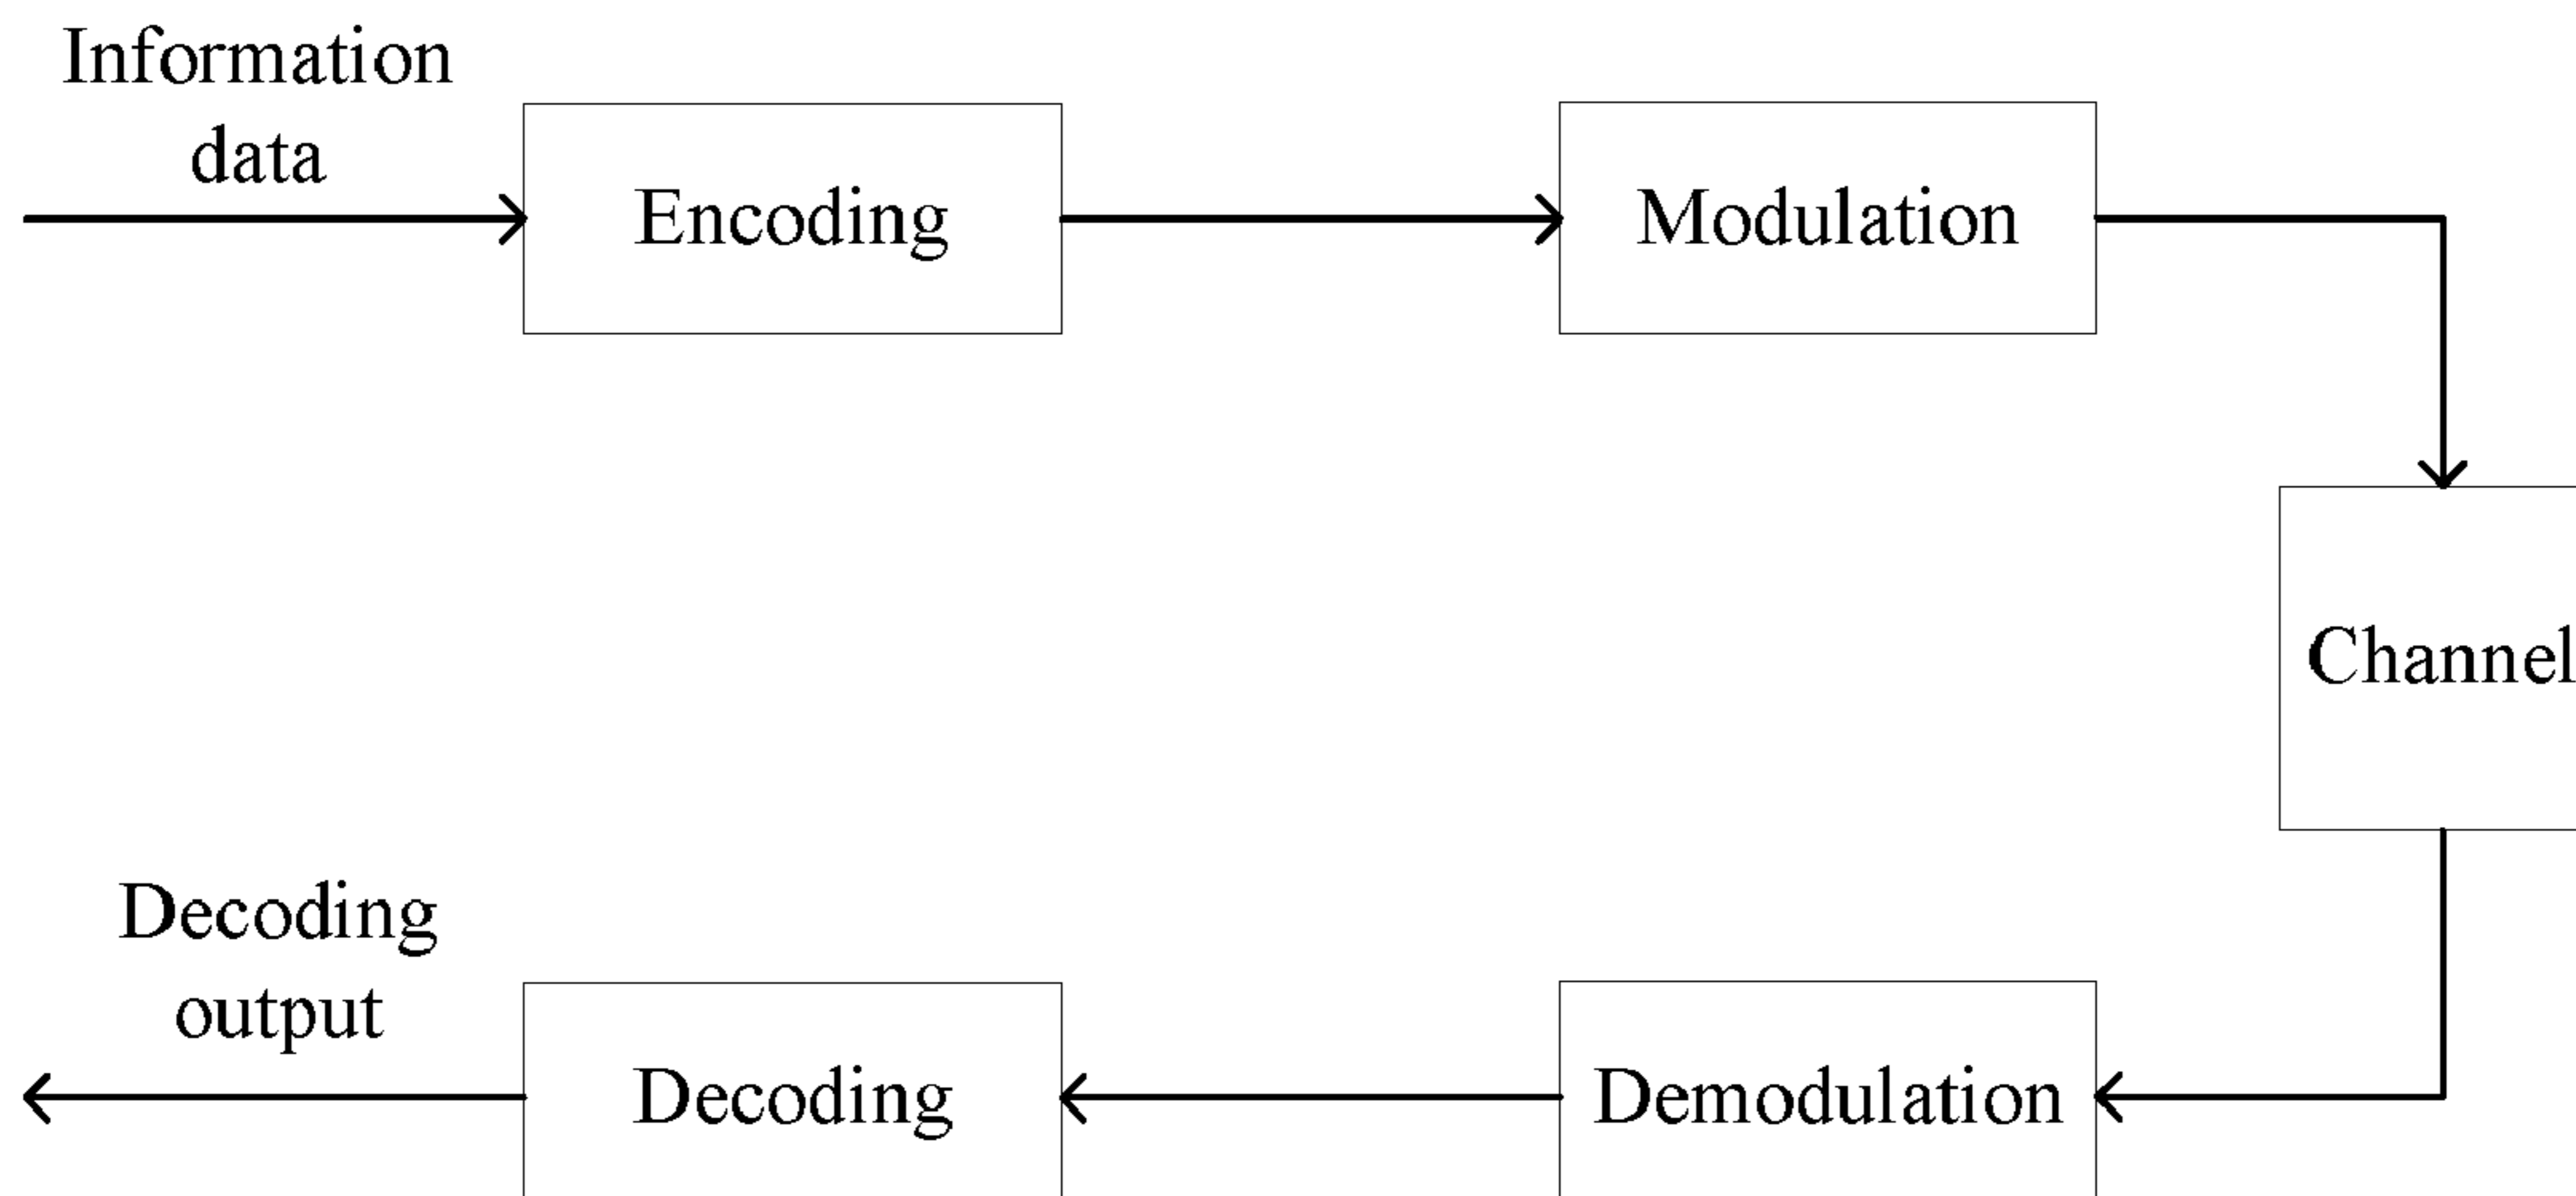 Information
data
Encoding
Modulation
Channel
Decoding
output
Decoding
Demodulation